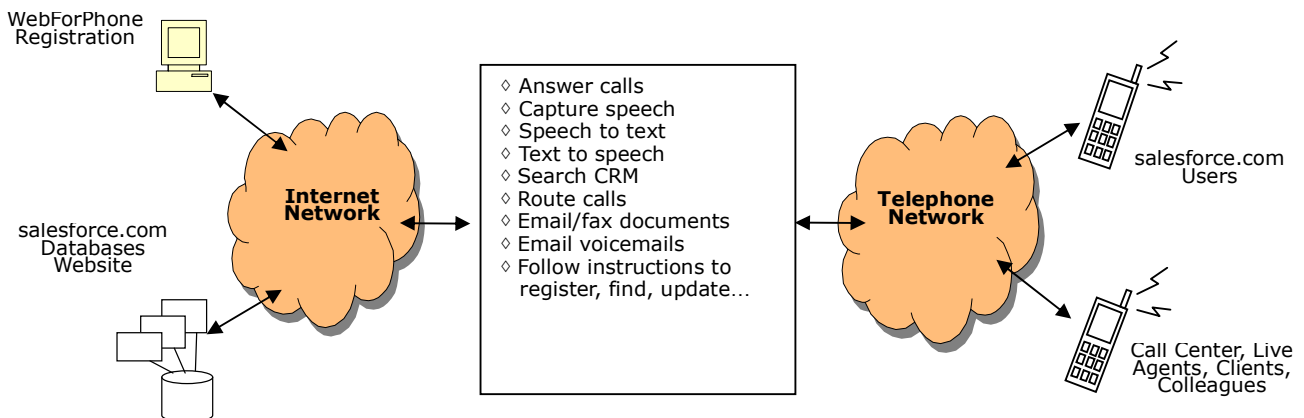 WebForPhone
Registration
Internet
Network
salesforce.com
Databases
Website
◊ Answer calls
◊ Capture speech
◊ Speech to text
◊ Text to speech
◊ Search CRM
◊ Route calls
◊ Email/fax documents
◊ Email voicemails
◊ Follow instructions to
register, find, update...
Telephone
Network
salesforce.com
Users
Call Center, Live
Agents, Clients,
Colleagues